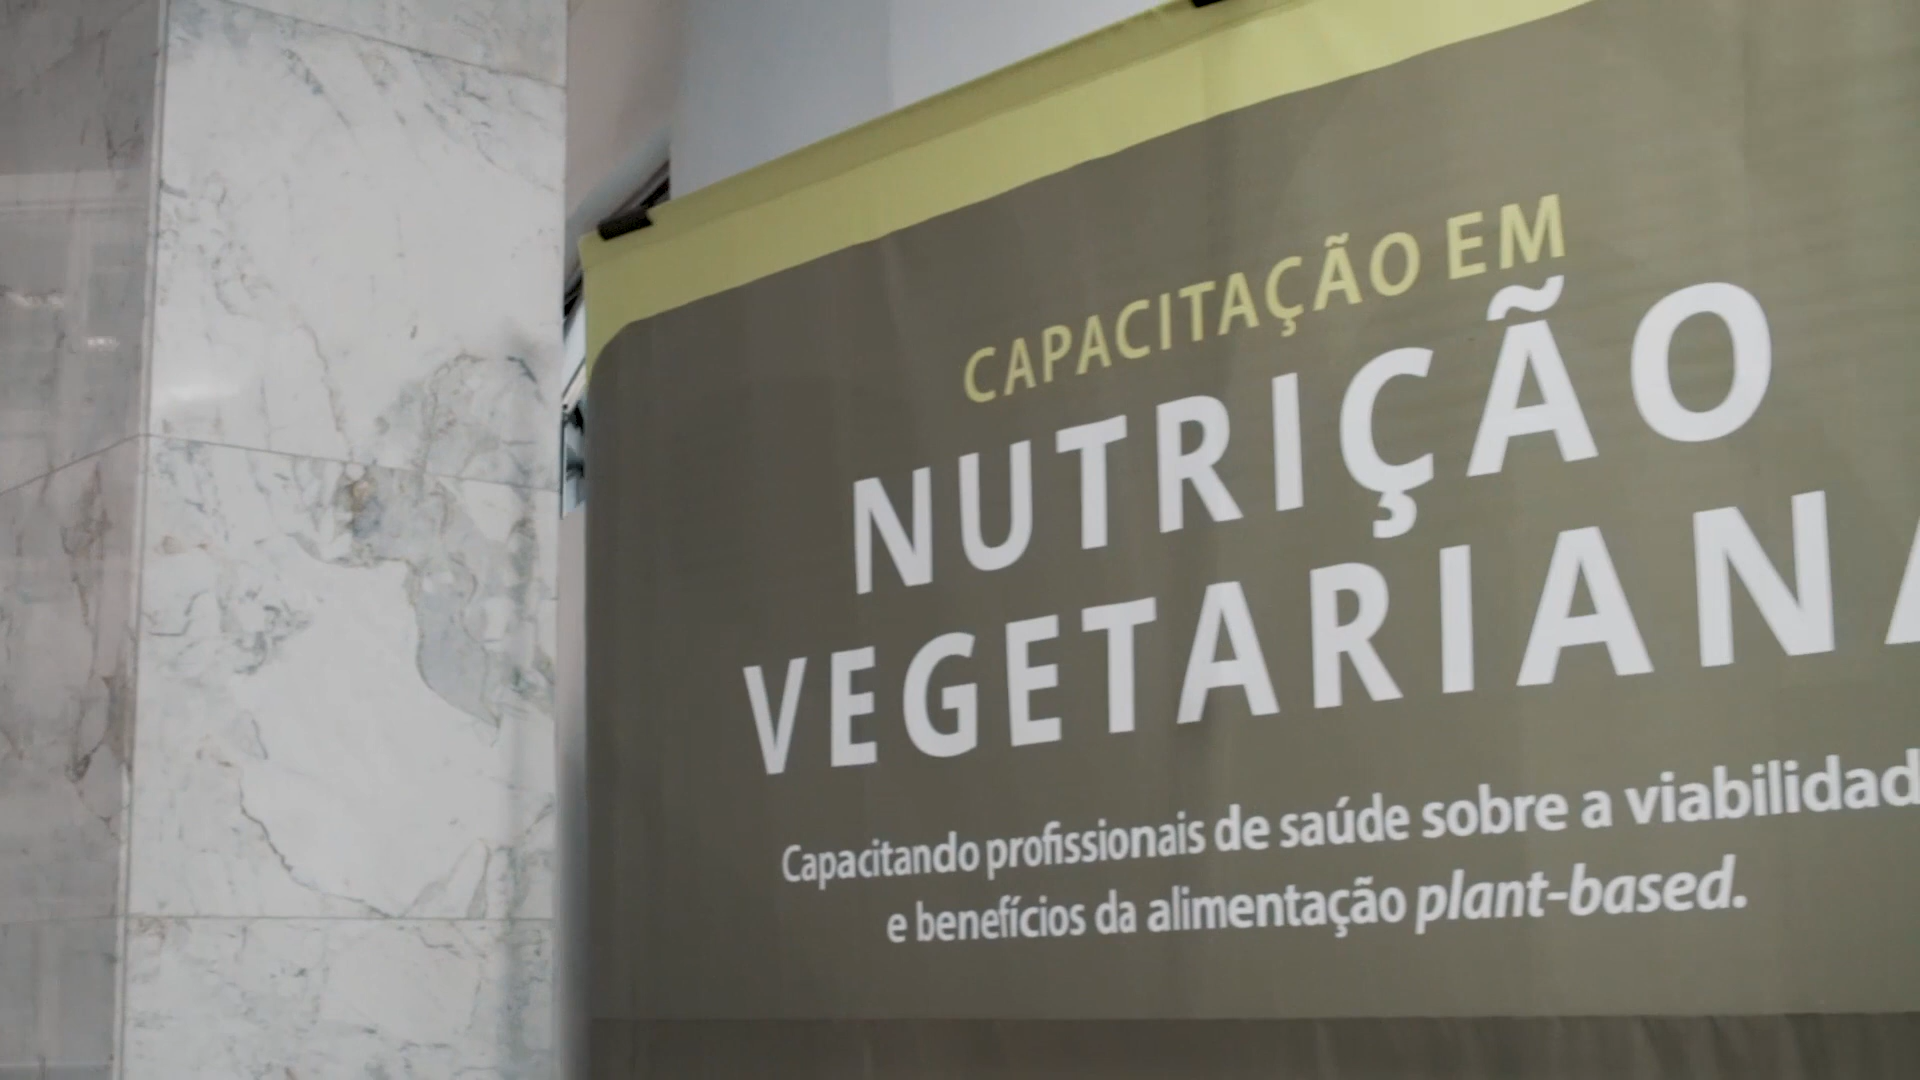 CAPACITAÇÃO EM
NUTRIÇÃO
VEGETARIANA
Capacitando profissionais de saúde sobre a viabilidad
e benefícios da alimentação plant-based.